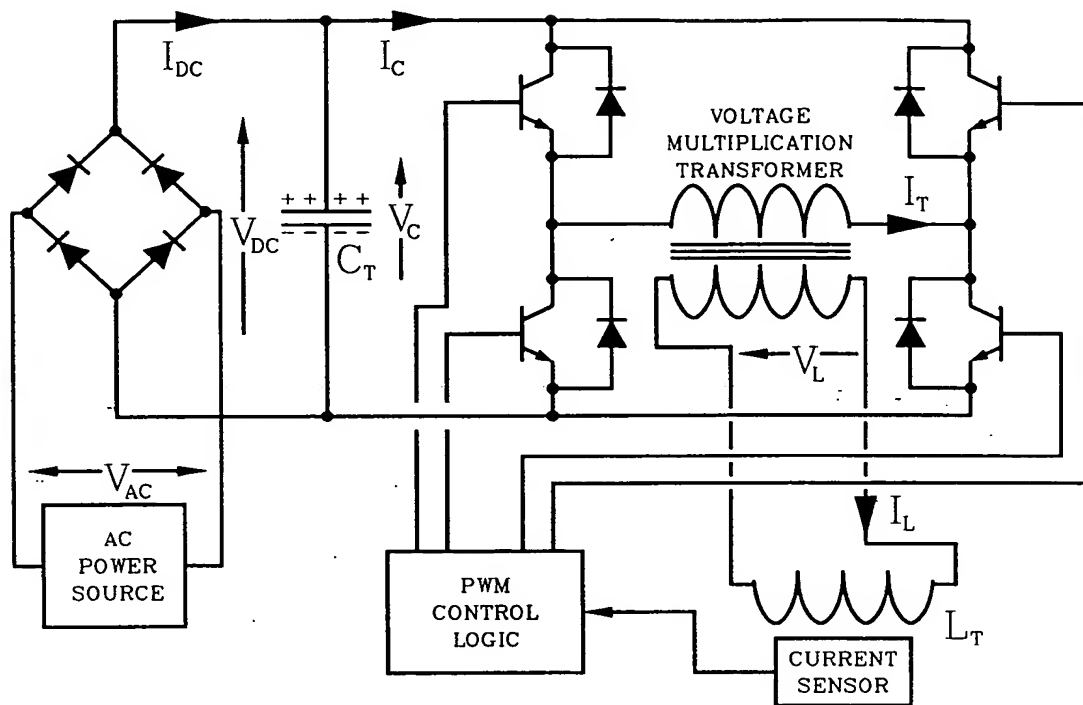 I_DC
I_C
VOLTAGE
MULTIPLICATION
TRANSFORMER
I_T
V_DC
+ + + +
V_C
C_T
V_L
V_AC
I_L
AC
POWER
SOURCE
PWM
CONTROL
LOGIC
L_T
CURRENT
SENSOR